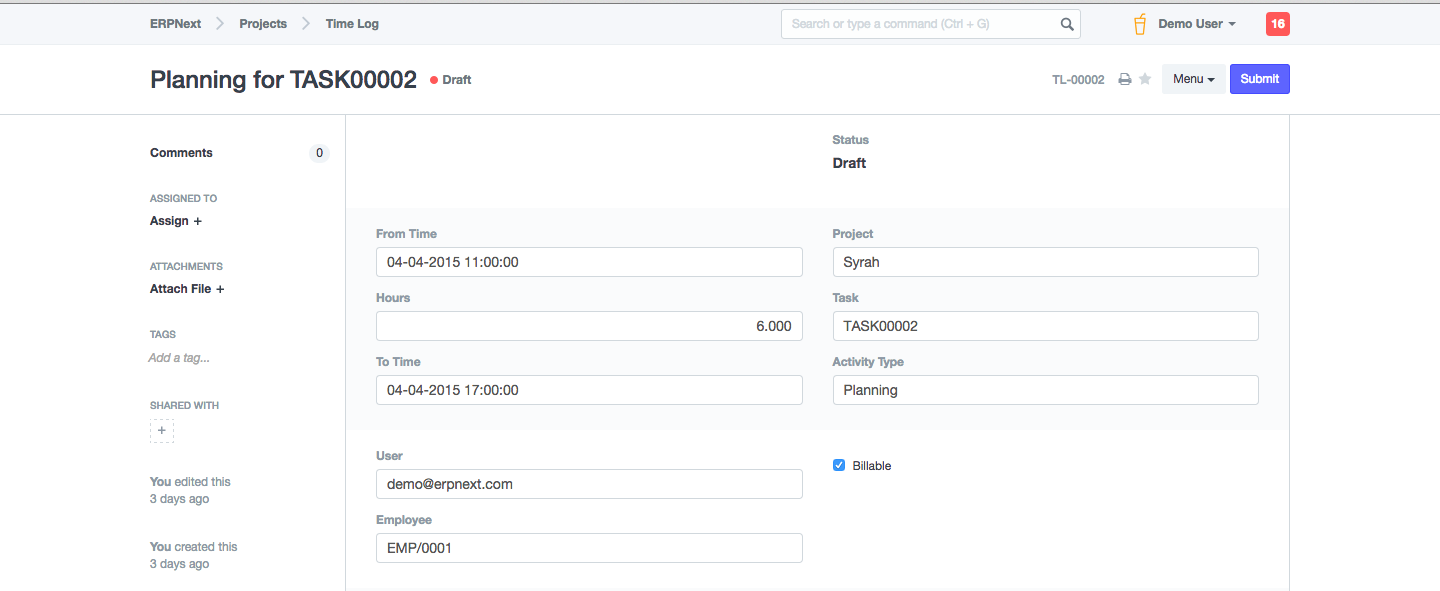 ERPNext Projects Time Log
Search or type a command (Ctrl + G)
Demo User
16
Planning for TASK00002
Draft
TL-00002
Menu
Submit
Comments 0
ASSIGNED TO
Assign +
ATTACHMENTS
Attach File +
TAGS
Add a tag...
SHARED WITH
+
You edited this
3 days ago
You created this
3 days ago
Status
Draft
From Time
04-04-2015 11:00:00
Hours
6.000
To Time
04-04-2015 17:00:00
Project
Syrah
Task
TASK00002
Activity Type
Planning
User
demo@erpnext.com
Employee
EMP/0001
Billable